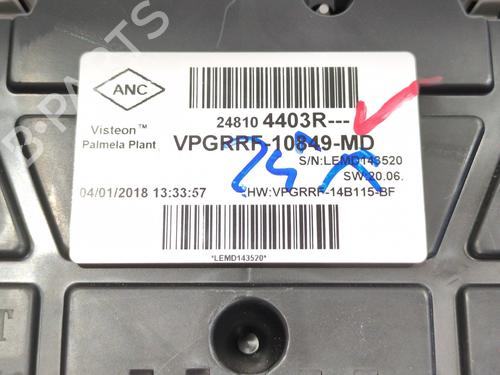 ANC
Visteon™
Palmela Plant
24810 4403R---
VPGRRF-10849-MD
S/N:LEMD143520
SW:20.06.
04/01/2018 13:33:57
HW:VPGRRF-14B115-BF
*LEMD143520*
B-PARTS